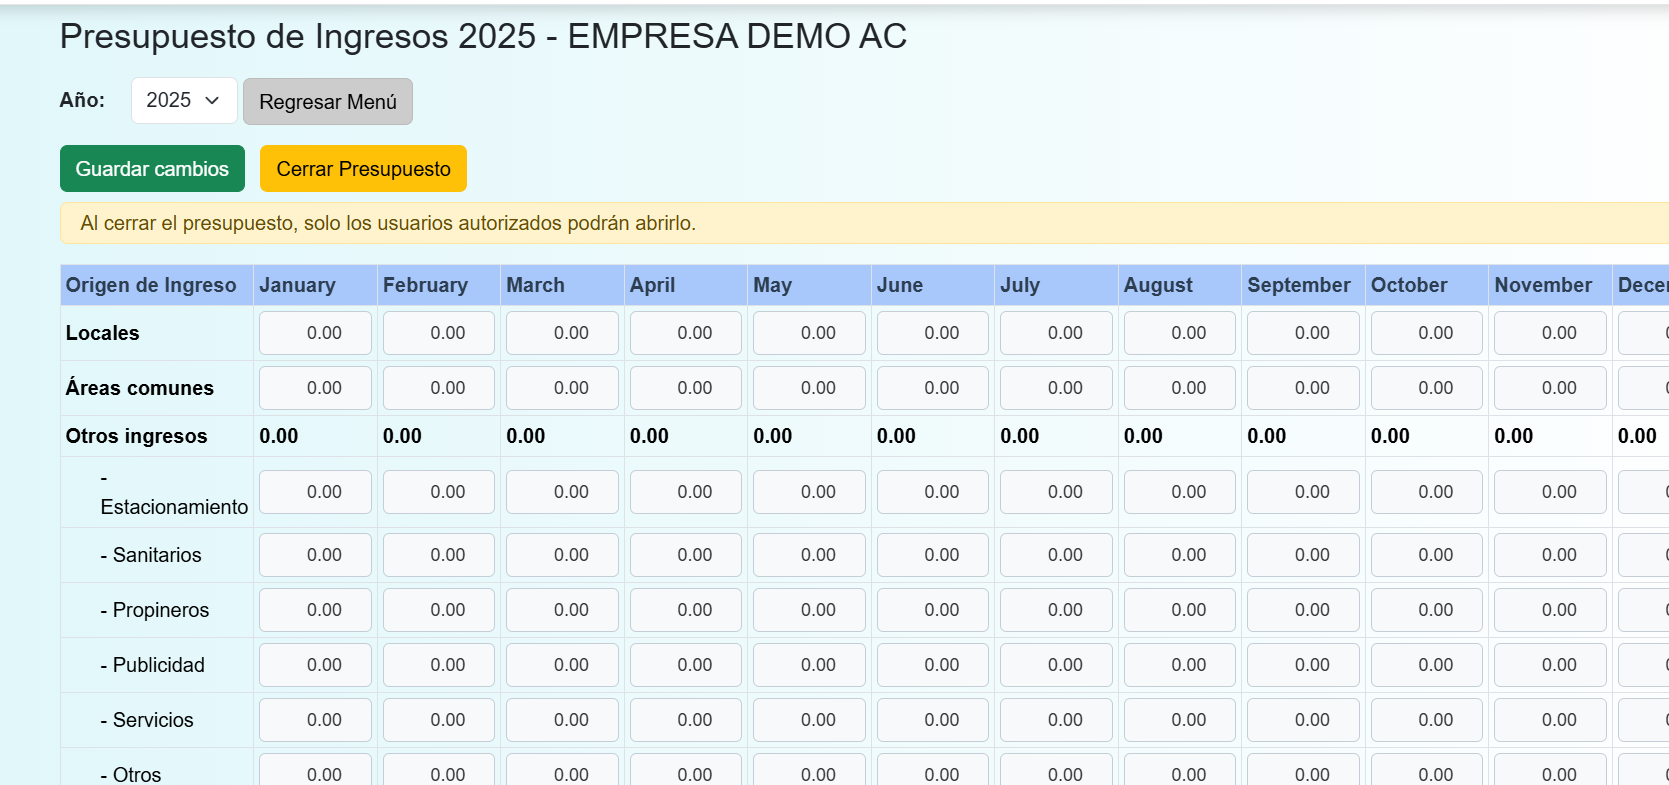 Presupuesto de Ingresos 2025 - EMPRESA DEMO AC
Año: 2025 Regresar Menú
Guardar cambios Cerrar Presupuesto
Al cerrar el presupuesto, solo los usuarios autorizados podrán abrirlo.
Origen de Ingreso January February March April May June July August September October November
Locales 0.00 0.00 0.00 0.00 0.00 0.00 0.00 0.00 0.00 0.00 0.00
Áreas comunes 0.00 0.00 0.00 0.00 0.00 0.00 0.00 0.00 0.00 0.00 0.00
Otros ingresos 0.00 0.00 0.00 0.00 0.00 0.00 0.00 0.00 0.00 0.00 0.00 0.00
-
Estacionamiento 0.00 0.00 0.00 0.00 0.00 0.00 0.00 0.00 0.00 0.00 0.00
- Sanitarios 0.00 0.00 0.00 0.00 0.00 0.00 0.00 0.00 0.00 0.00 0.00
- Propineros 0.00 0.00 0.00 0.00 0.00 0.00 0.00 0.00 0.00 0.00 0.00
- Publicidad 0.00 0.00 0.00 0.00 0.00 0.00 0.00 0.00 0.00 0.00 0.00
- Servicios 0.00 0.00 0.00 0.00 0.00 0.00 0.00 0.00 0.00 0.00 0.00
- Otros 0.00 0.00 0.00 0.00 0.00 0.00 0.00 0.00 0.00 0.00 0.00